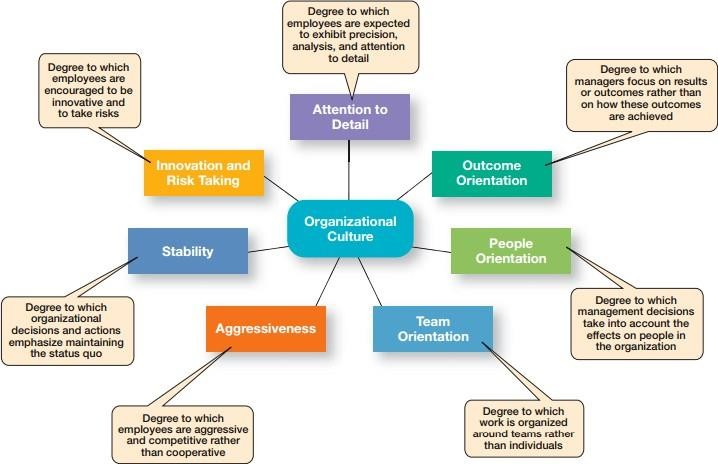 Degree to which
employees are expected
to exhibit precision,
analysis, and attention
to detail
Attention to
Detail
Degree to which
employees are
encouraged to be
innovative and
to take risks
Innovation and
Risk Taking
Degree to which
managers focus on results
or outcomes rather than
on how these outcomes
are achieved
Outcome
Orientation
Organizational
Culture
Stability
Degree to which
organizational
decisions and actions
emphasize maintaining
the status quo
People
Orientation
Degree to which
management decisions
take into account the
effects on people in
the organization
Aggressiveness
Degree to which
employees are aggressive
and competitive rather
than cooperative
Team
Orientation
Degree to which
work is organized
around teams rather
than individuals